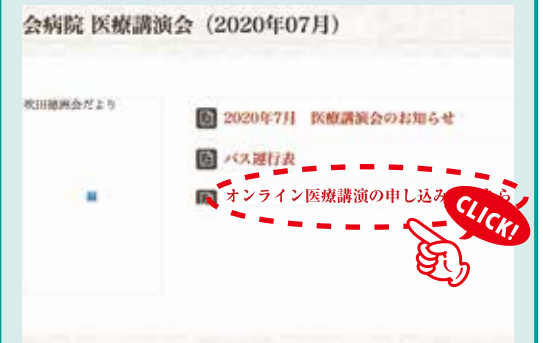 会病院 医療講演会（2020年07月）
吹田徳洲会だより
2020年7月 医療講演会のお知らせ
バス運行表
オンライン医療講演の申し込み
から
CLICK!